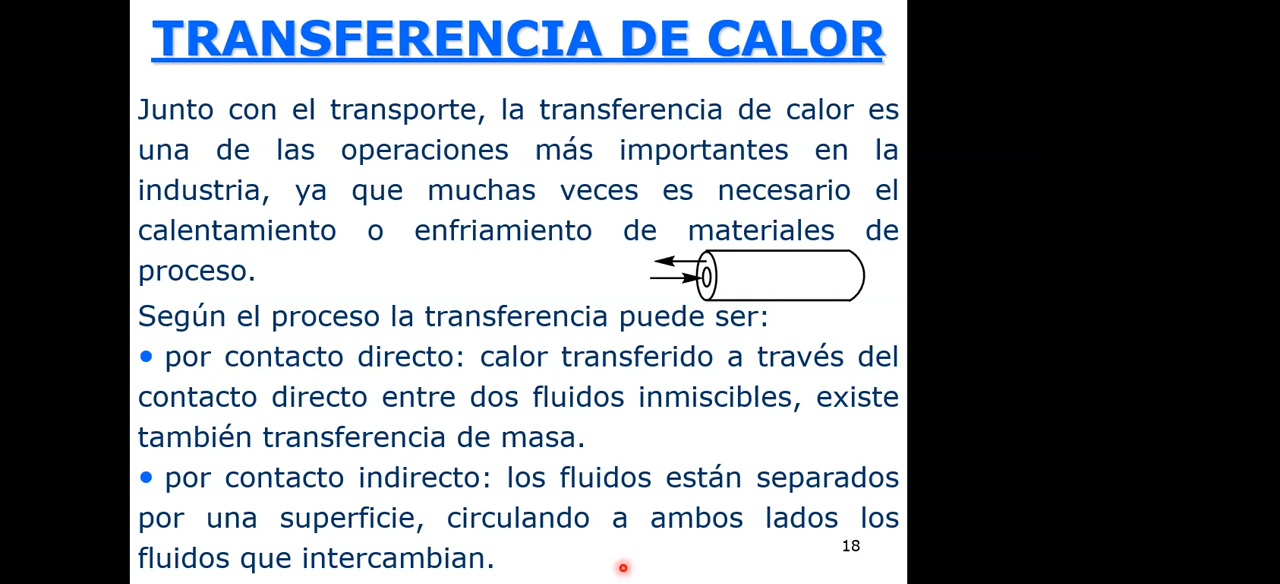 TRANSFERENCIA DE CALOR
Junto con el transporte, la transferencia de calor es
una de las operaciones más importantes en la
industria, ya que muchas veces es necesario el
calentamiento o enfriamiento de materiales de
proceso.
Según el proceso la transferencia puede ser:
• por contacto directo: calor transferido a través del
contacto directo entre dos fluidos inmiscibles, existe
también transferencia de masa.
• por contacto indirecto: los fluidos están separados
por una superficie, circulando a ambos lados los
fluidos que intercambian.
18